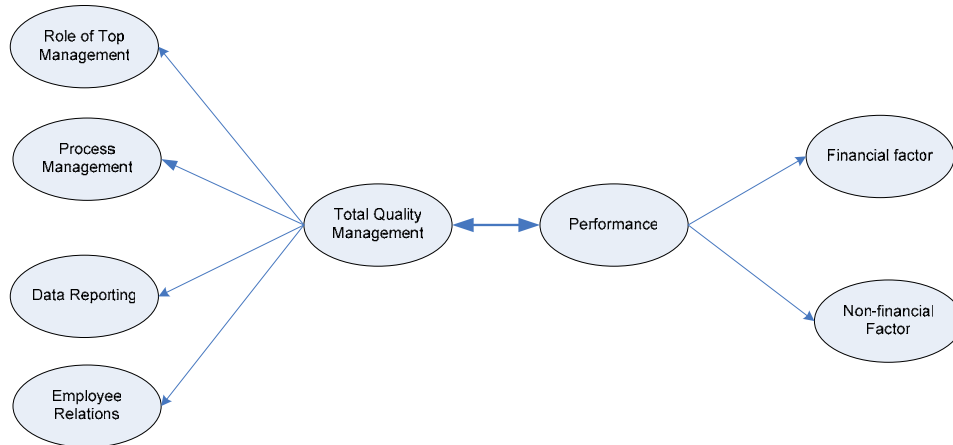 Role of Top
Management
Process
Management
Data Reporting
Employee
Relations
Total Quality
Management
Performance
Financial factor
Non-financial
Factor